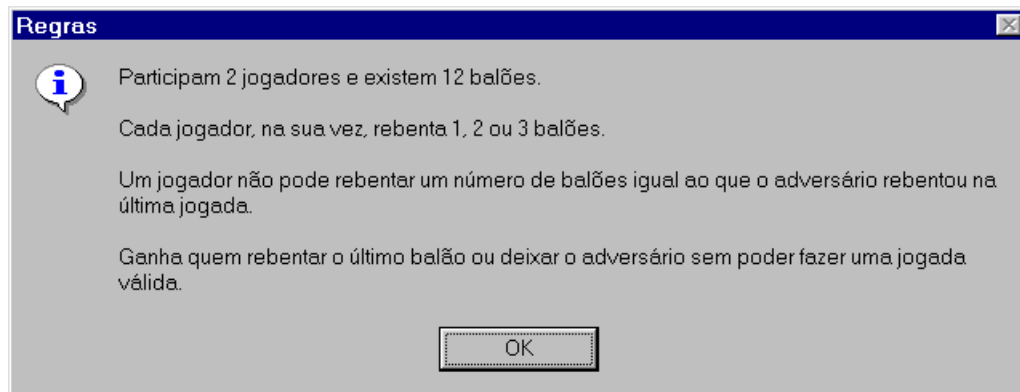 Regras
Participam 2 jogadores e existem 12 balões.
Cada jogador, na sua vez, rebenta 1, 2 ou 3 balões.
Um jogador não pode rebentar um número de balões igual ao que o adversário rebentou na
última jogada.
Ganha quem rebentar o último balão ou deixar o adversário sem poder fazer uma jogada
válida.
OK